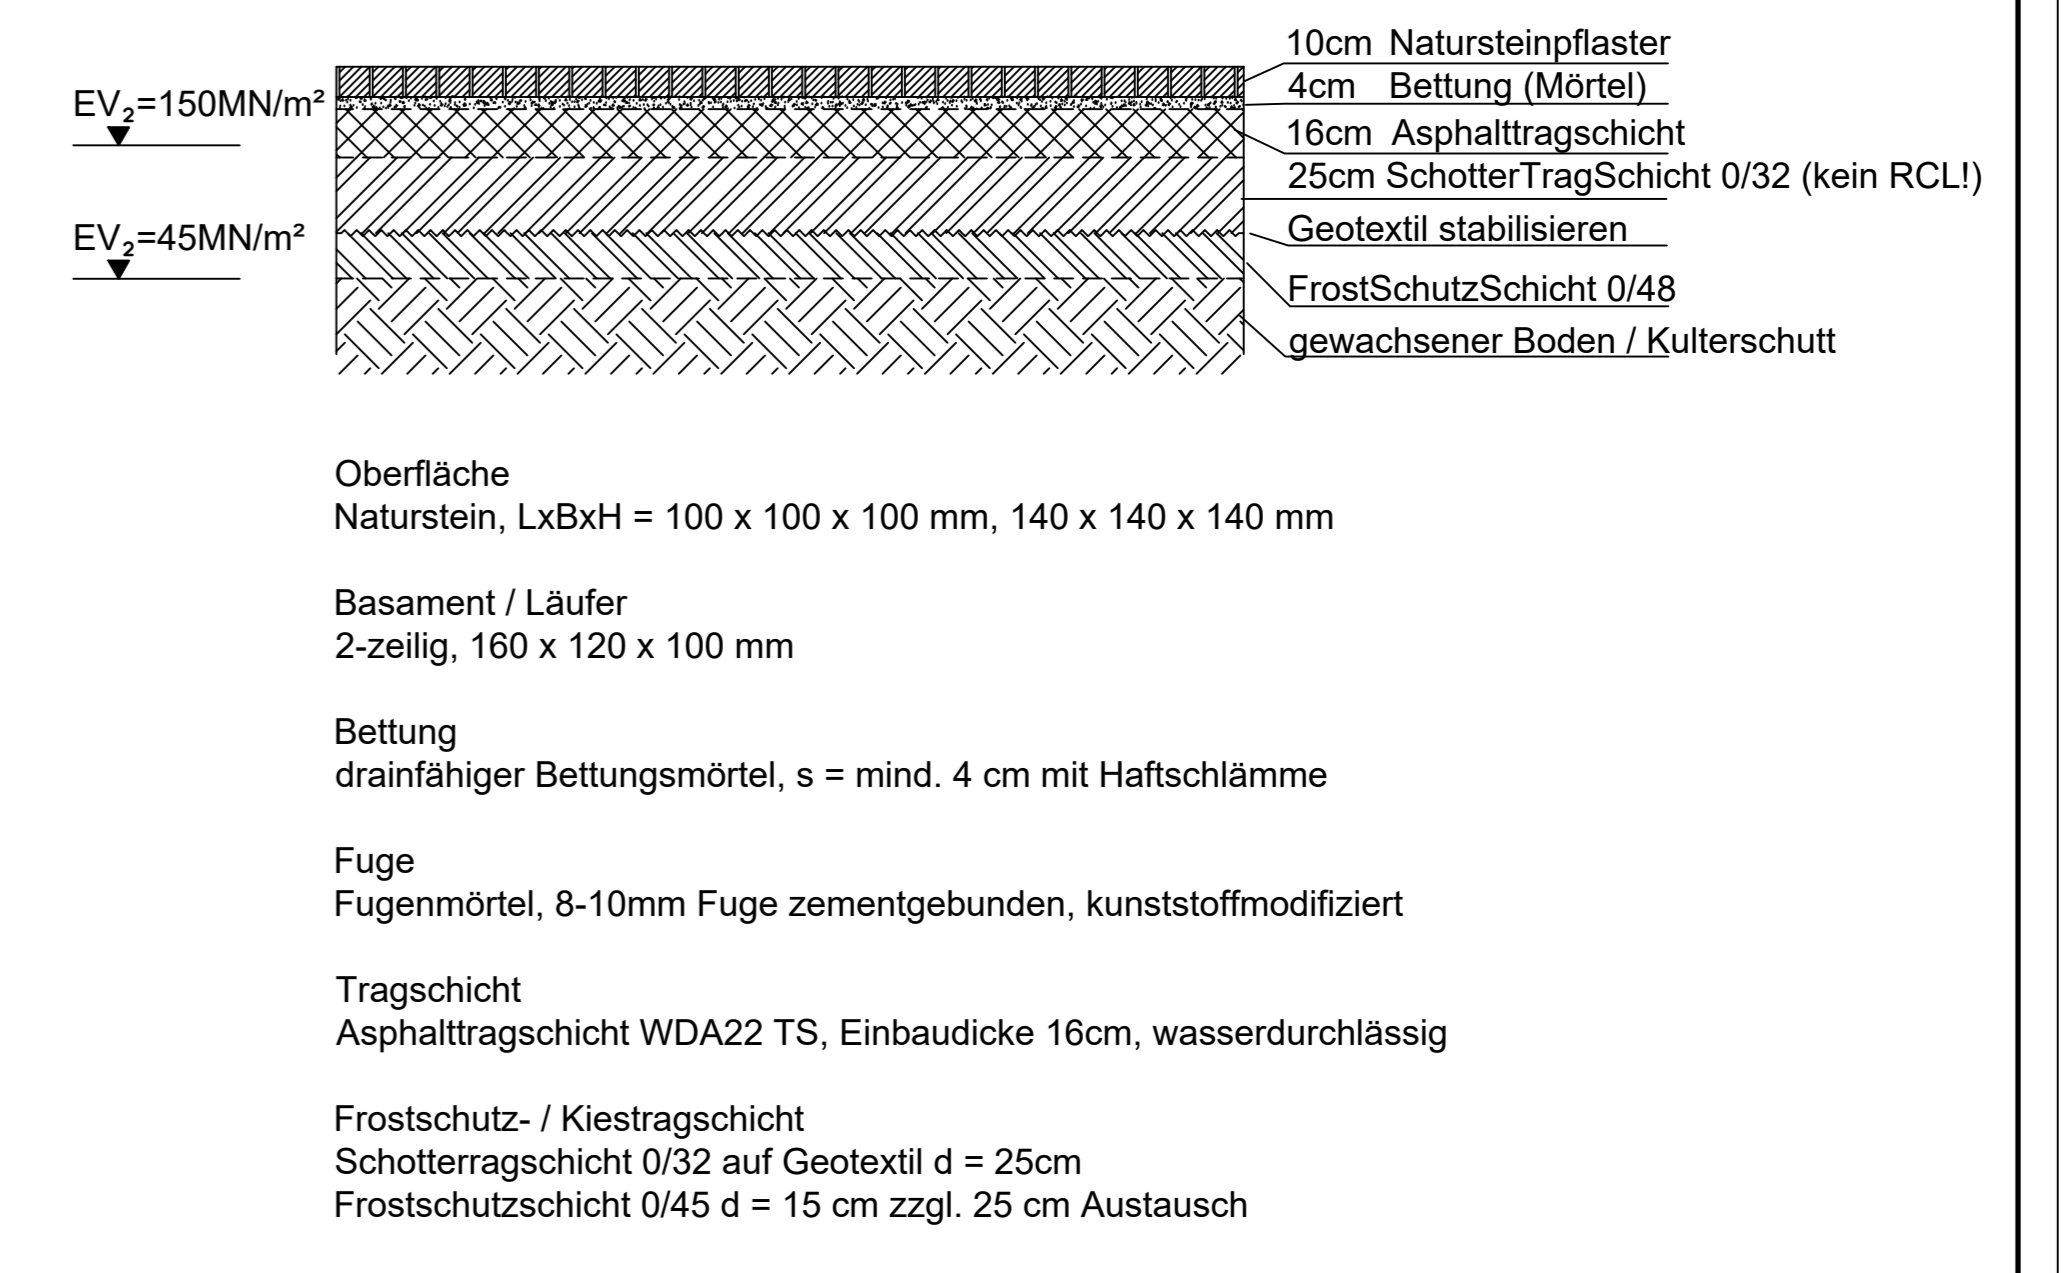 10cm Natursteinpflaster
4cm Bettung (Mörtel)
EV₂=150MN/m²
16cm Asphalttragschicht
25cm SchotterTragSchicht 0/32 (kein RCL!)
EV₂=45MN/m²
Geotextil stabilisieren
FrostSchutzSchicht 0/48
gewachsener Boden / Kulterschutt
Oberfläche
Naturstein, LxBxH = 100 x 100 x 100 mm, 140 x 140 x 140 mm
Basament / Läufer
2-zeilig, 160 x 120 x 100 mm
Bettung
drainfähiger Bettungsmörtel, s = mind. 4 cm mit Haftschlämme
Fuge
Fugenmörtel, 8-10mm Fuge zementgebunden, kunststoffmodifiziert
Tragschicht
Asphalttragschicht WDA22 TS, Einbaudicke 16cm, wasserdurchlässig
Frostschutz- / Kiestragschicht
Schotterragschicht 0/32 auf Geotextil d = 25cm
Frostschutzschicht 0/45 d = 15 cm zzgl. 25 cm Austausch